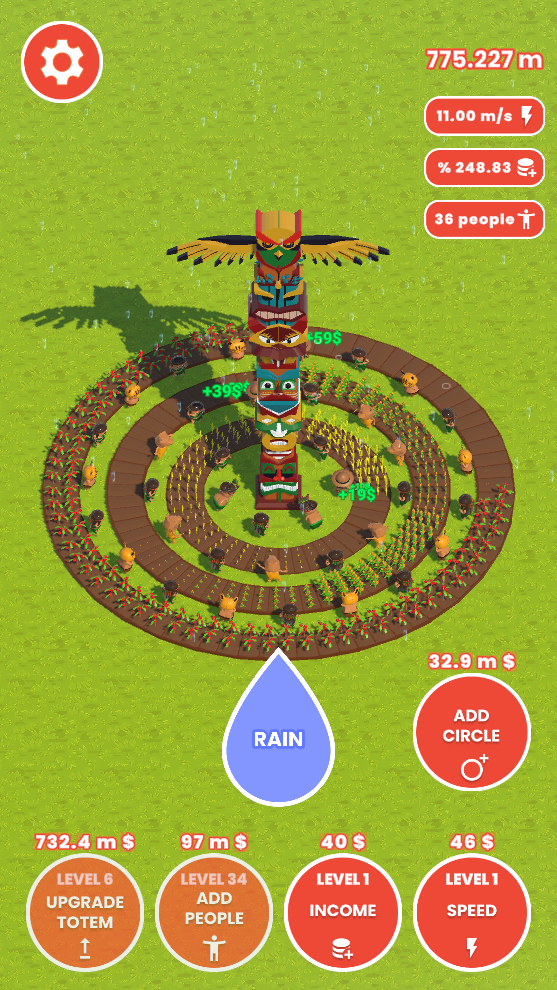 775.227 m
11.00 m/s
% 248.83
36 people
+59$
+39$
+19$
32.9 m $
ADD
CIRCLE
RAIN
732.4 m $
97 m $
40 $
46 $
LEVEL 6
UPGRADE
TOTEM
LEVEL 34
ADD
PEOPLE
LEVEL 1
INCOME
LEVEL 1
SPEED